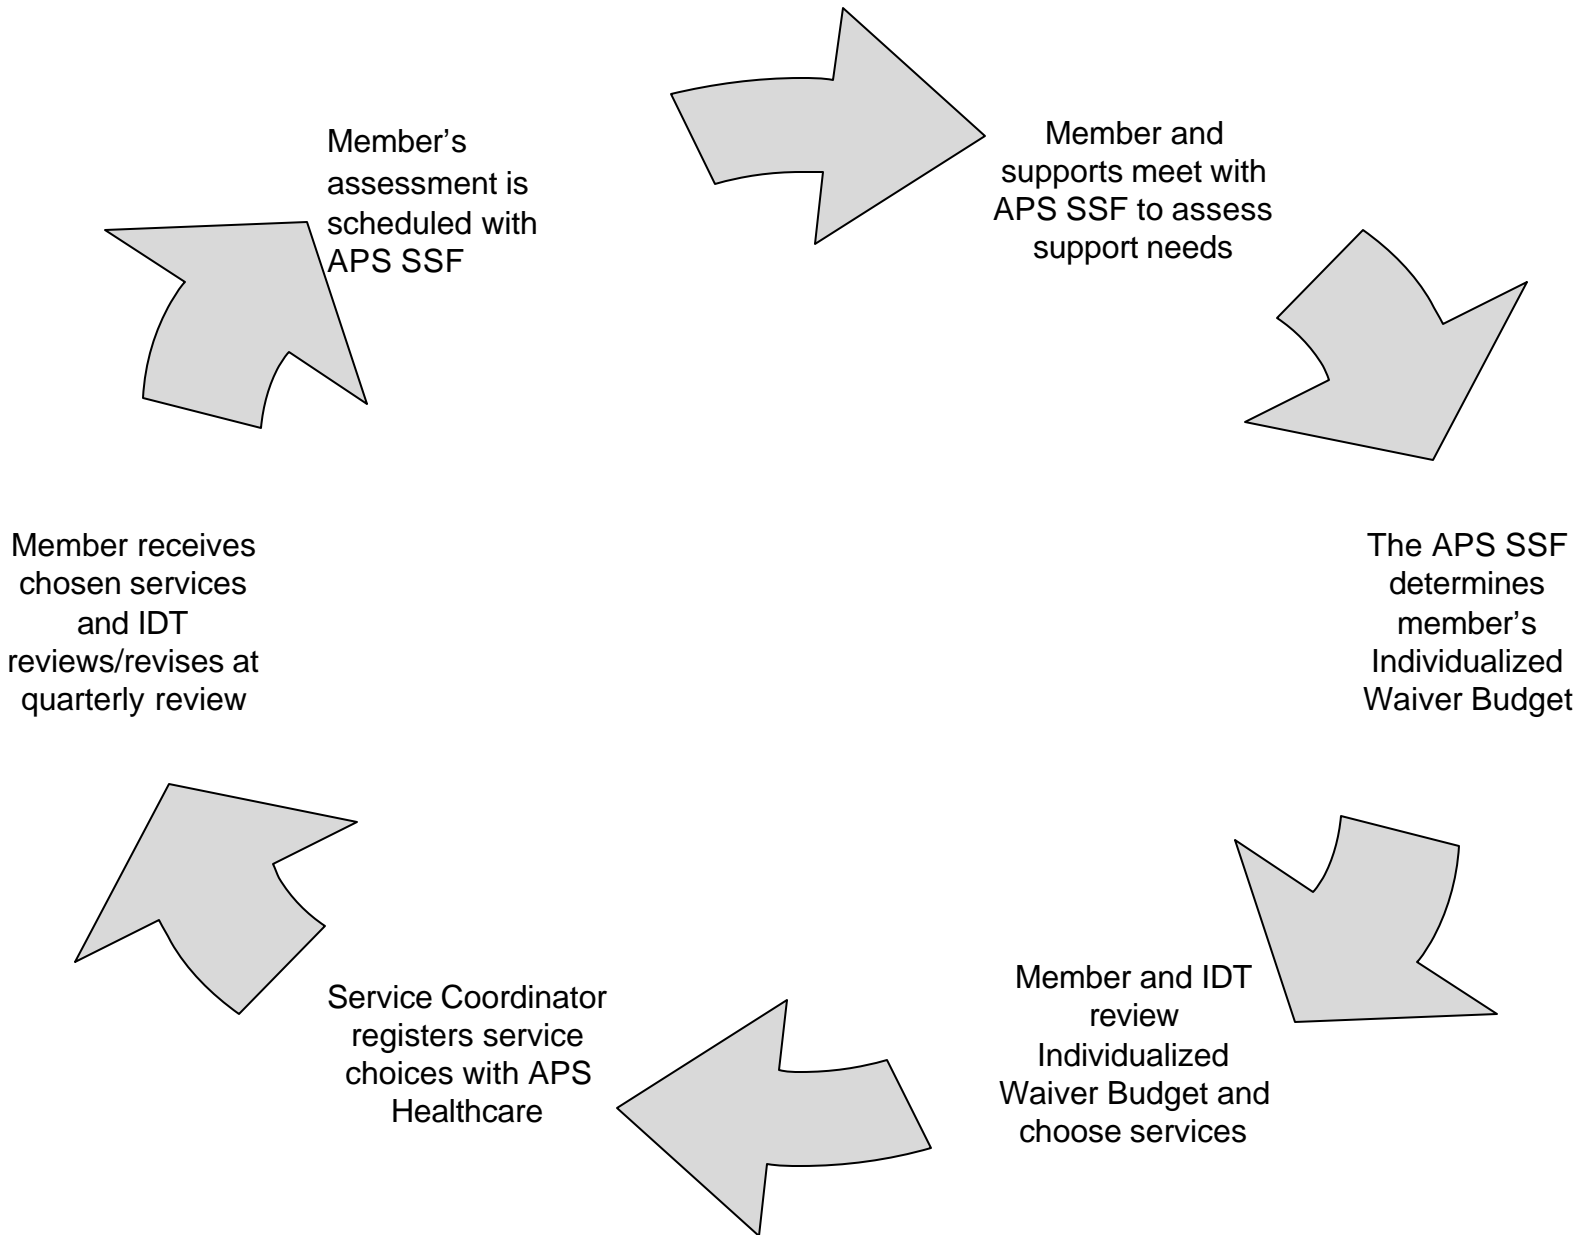 Member’s
assessment is
scheduled with
APS SSF
Member and
supports meet with
APS SSF to assess
support needs
The APS SSF
determines
member’s
Individualized
Waiver Budget
Member and IDT
review
Individualized
Waiver Budget and
choose services
Service Coordinator
registers service
choices with APS
Healthcare
Member receives
chosen services
and IDT
reviews/revises at
quarterly review